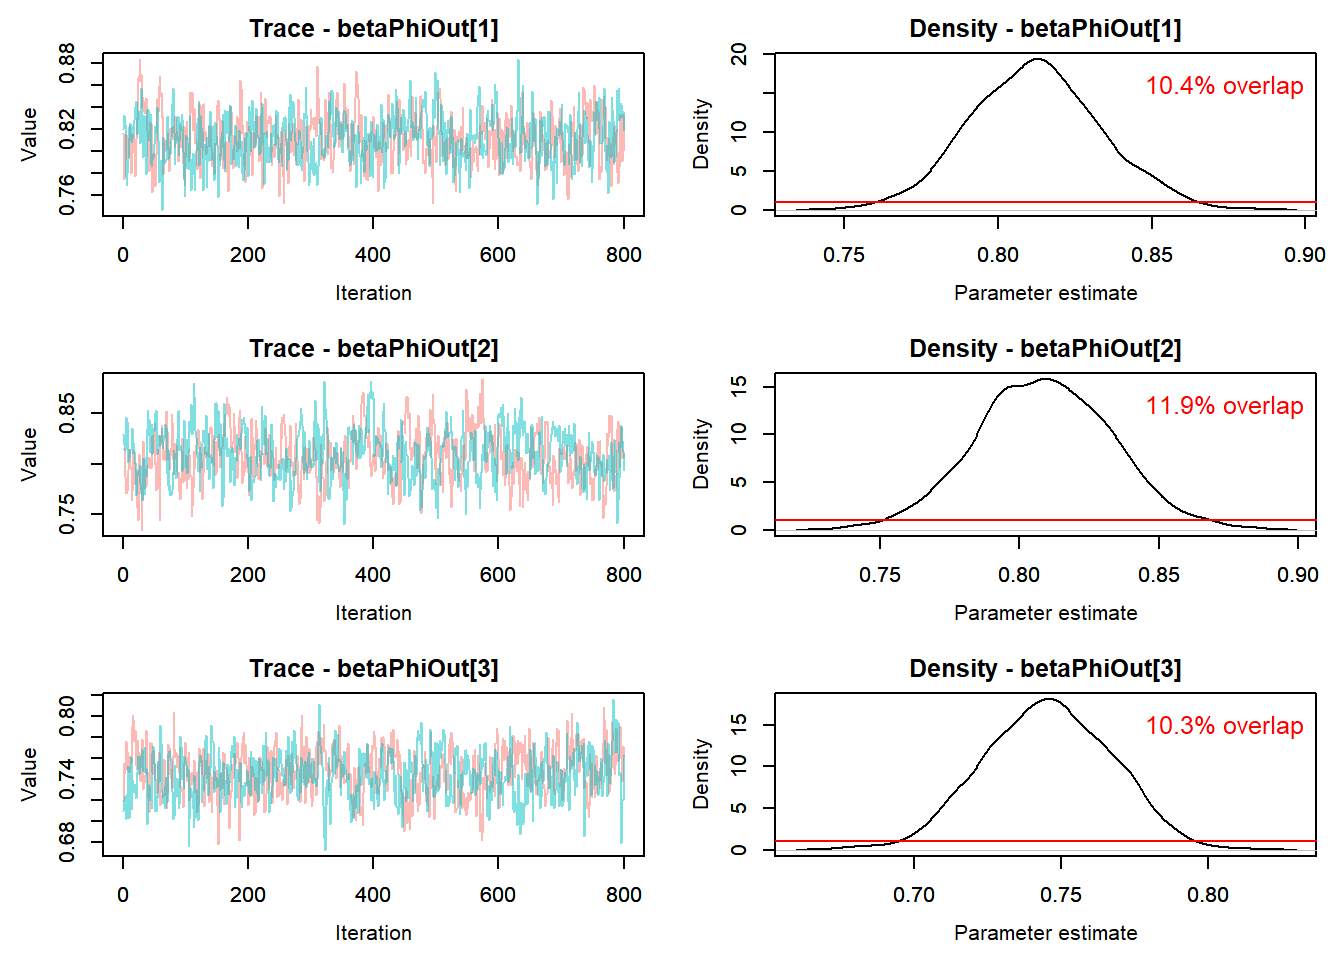 Trace - betaPhiOut[1]
Value
0.76
0.82
0.88
0
200
400
600
800
Iteration
Density - betaPhiOut[1]
Density
0
5
10
20
10.4% overlap
0.75
0.80
0.85
0.90
Parameter estimate
Trace - betaPhiOut[2]
Value
0.75
0.85
0
200
400
600
800
Iteration
Density - betaPhiOut[2]
Density
0
5
10
15
11.9% overlap
0.75
0.80
0.85
0.90
Parameter estimate
Trace - betaPhiOut[3]
Value
0.68
0.74
0.80
0
200
400
600
800
Iteration
Density - betaPhiOut[3]
Density
0
5
10
15
10.3% overlap
0.70
0.75
0.80
Parameter estimate